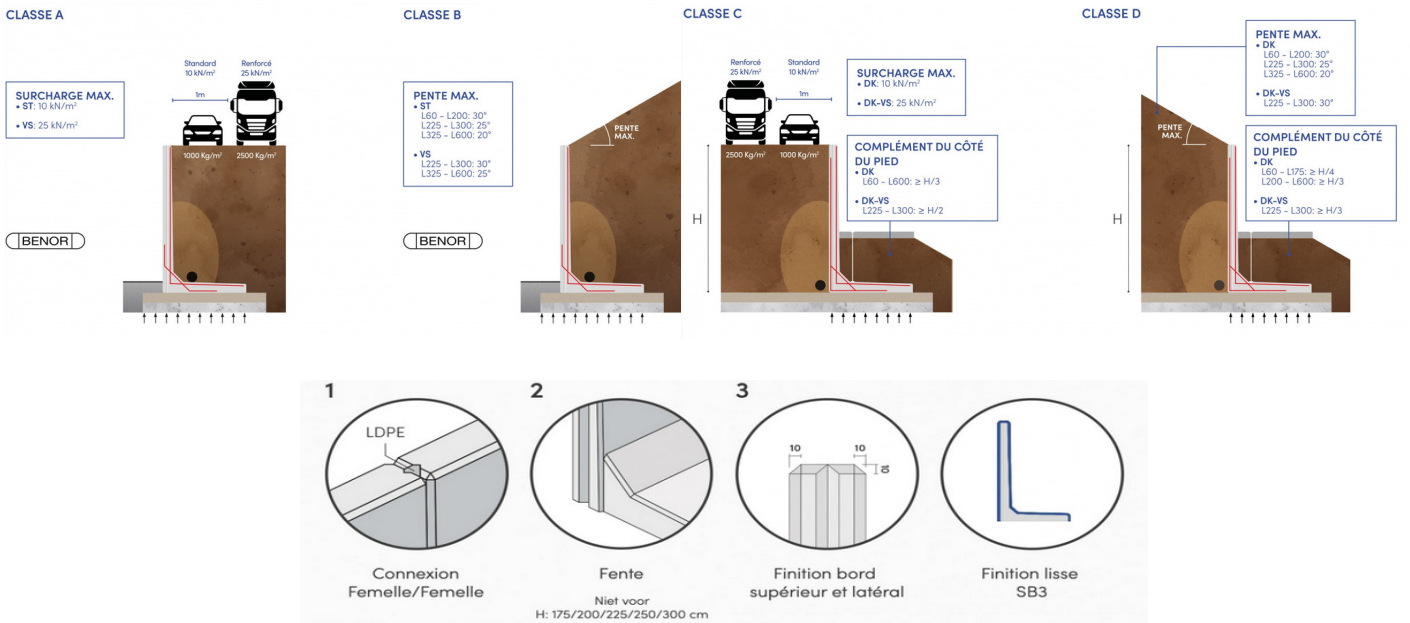 CLASSE A
Standard
10 kN/m²
Renforcé
25 kN/m²
1m
SURCHARGE MAX.
• ST: 10 kN/m²
• VS: 25 kN/m²
1000 Kg/m²
2500 Kg/m²
BENOR
CLASSE B
PENTE MAX.
• ST
L60 - L200: 30°
L225 - L300: 25°
L325 - L600: 20°
• VS
L225 - L300: 30°
L325 - L600: 25°
PENTE
MAX.
BENOR
CLASSE C
Renforcé
25 kN/m²
Standard
10 kN/m²
1m
SURCHARGE MAX.
• DK: 10 kN/m²
• DK-VS: 25 kN/m²
2500 Kg/m²
1000 Kg/m²
COMPLÉMENT DU CÔTÉ
DU PIED
• DK
L60 - L600: ≥ H/3
• DK-VS
L225 - L300: ≥ H/2
H
CLASSE D
PENTE MAX.
• DK
L60 - L200: 30°
L225 - L300: 25°
L325 - L600: 20°
• DK-VS
L225 - L300: 30°
PENTE
MAX.
COMPLÉMENT DU CÔTÉ
DU PIED
• DK
L60 - L175: ≥ H/4
L200 - L600: ≥ H/3
• DK-VS
L225 - L300: ≥ H/3
H
1
LDPE
Connexion
Femelle/Femelle
2
Fente
Niet voor
H: 175/200/225/250/300 cm
3
10
10
10
Finition bord
supérieur et latéral
Finition lisse
SB3